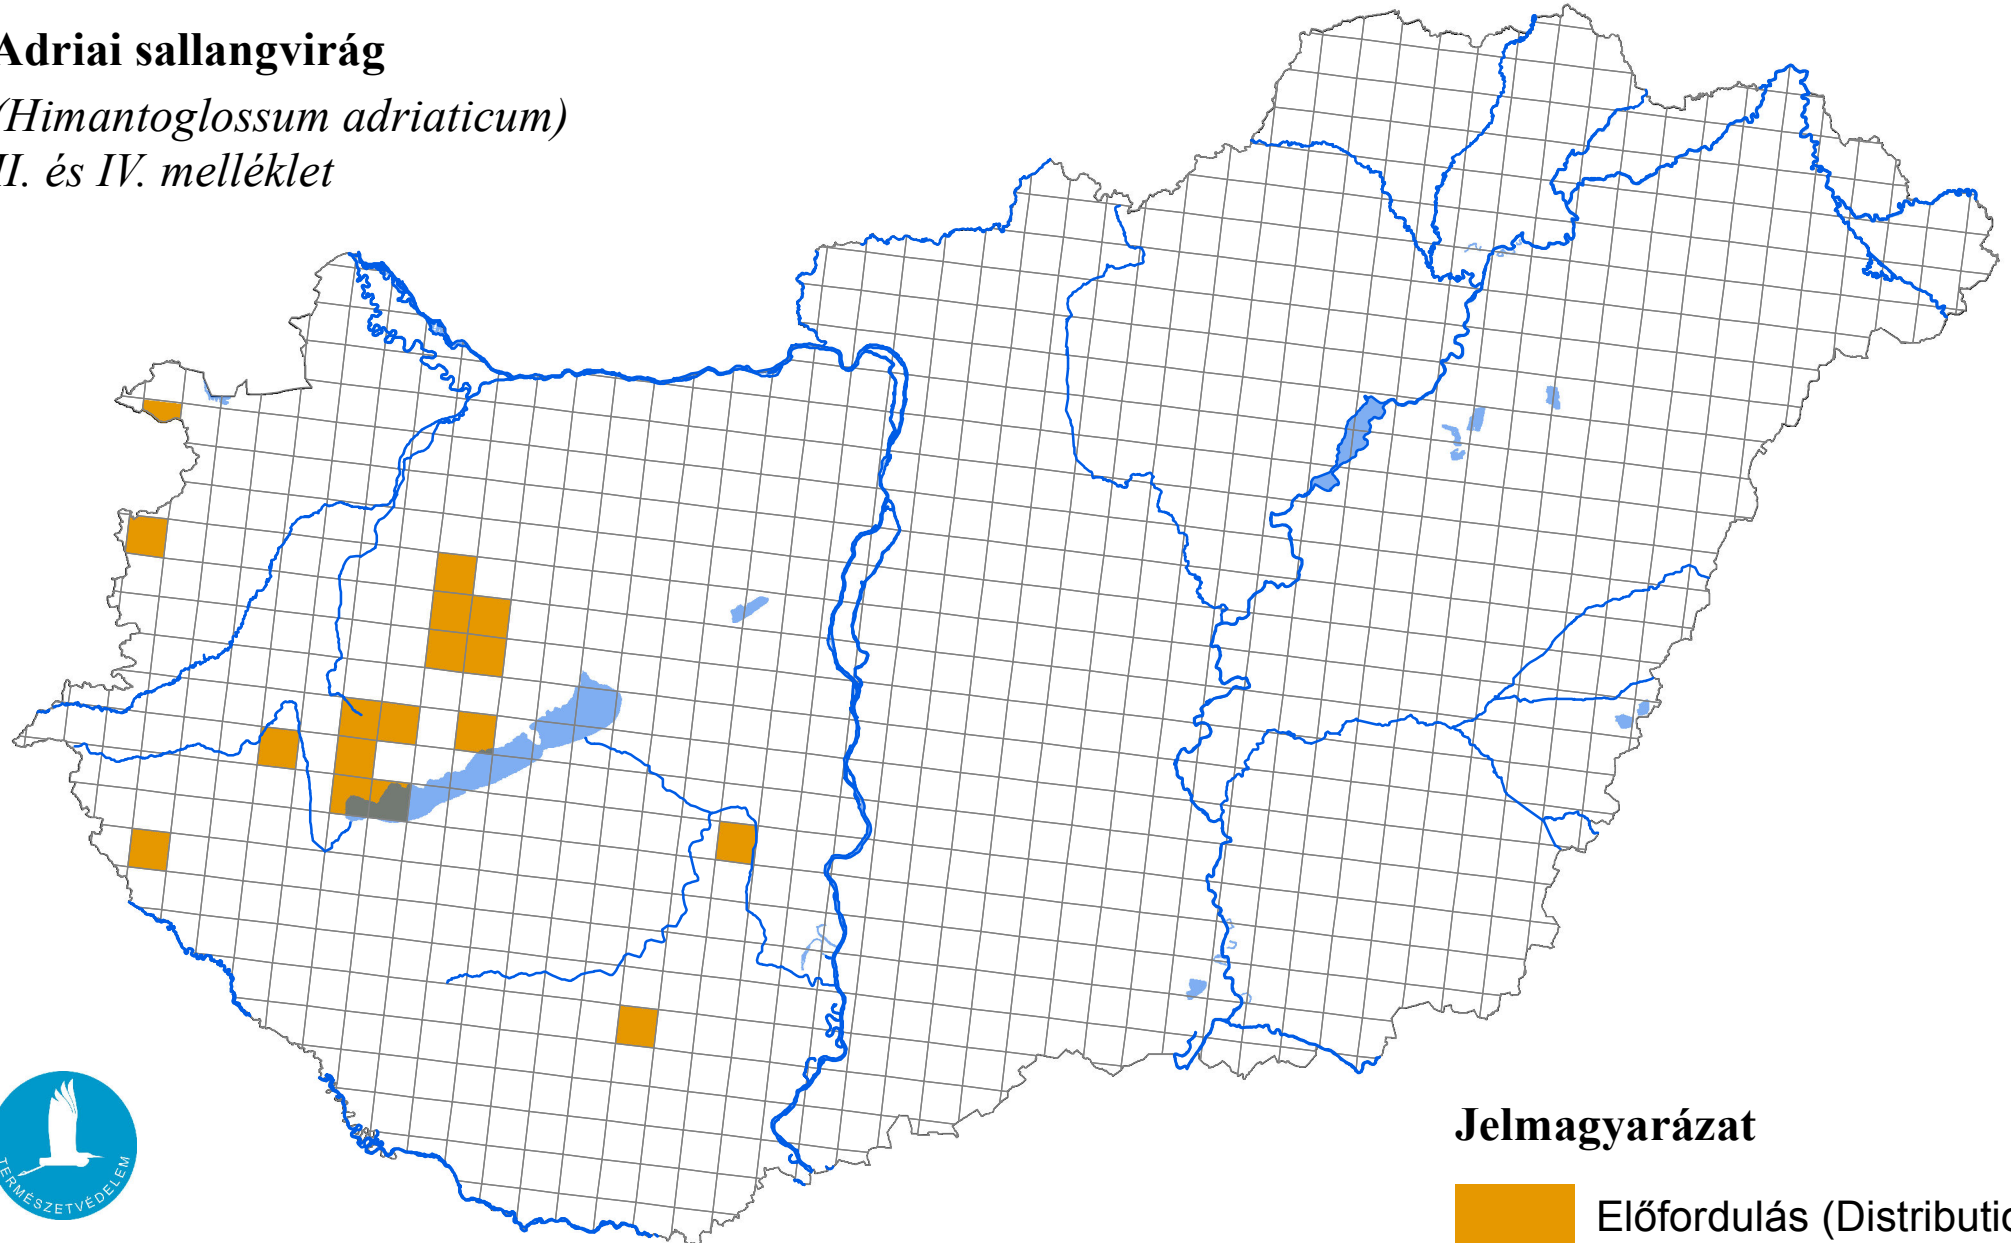 Adriai sallangvirág
(Himantoglossum adriaticum)
II. és IV. melléklet
TERMÉSZETVÉDELEM
Jelmagyarázat
Előfordulás (Distributio